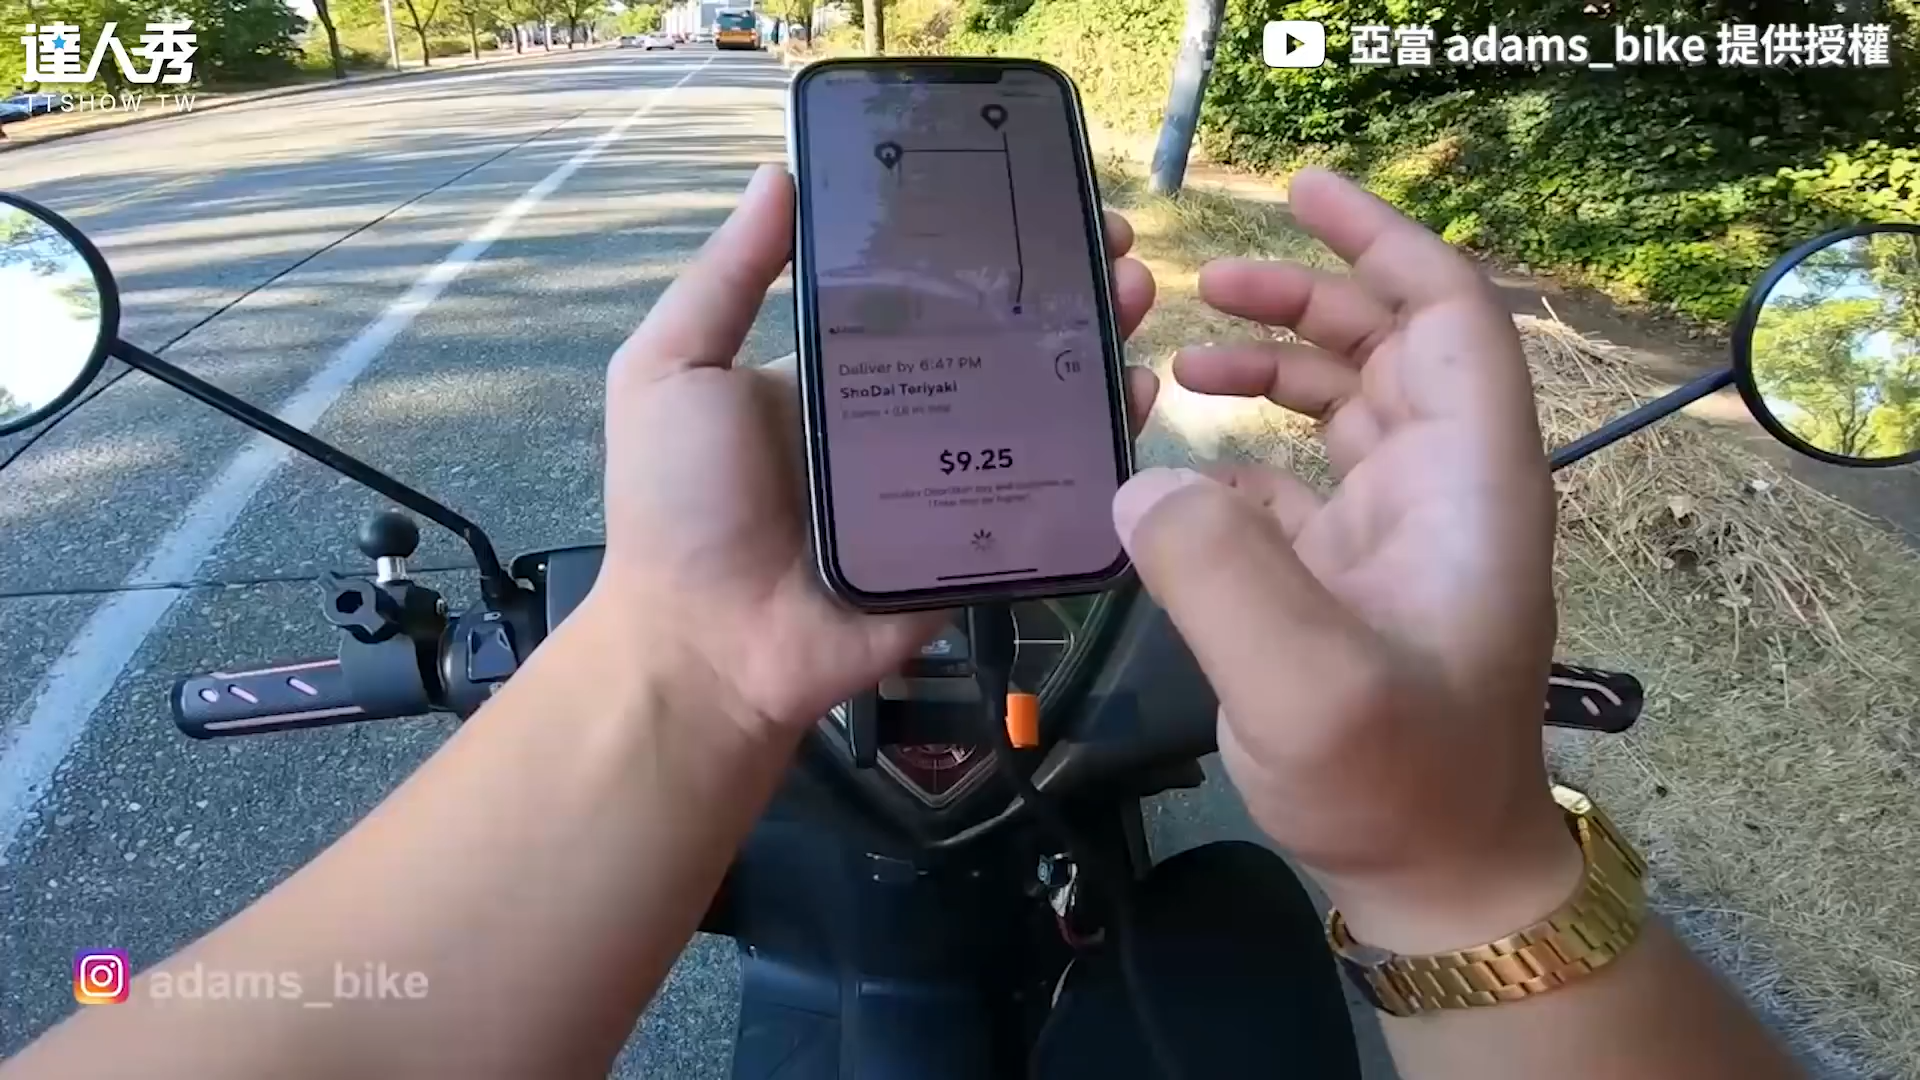 達人秀
TTSHOW.TW
亞當 adams_bike 提供授權
Deliver by 6:47 PM
18
ShoDai Teriyaki
$9.25
adams_bike